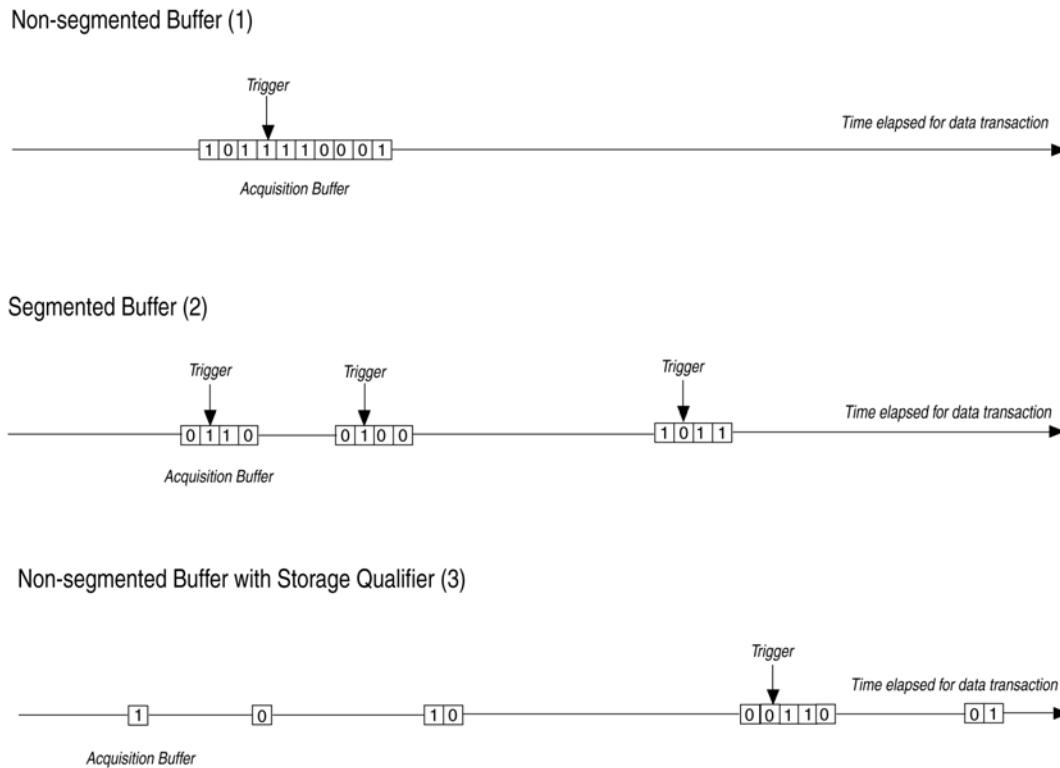 Non-segmented Buffer (1)
Trigger
Time elapsed for data transaction
1 0 1 1 1 1 0 0 0 1
Acquisition Buffer
Segmented Buffer (2)
Trigger Trigger Trigger
Time elapsed for data transaction
0 1 1 0 0 1 0 0 1 0 1 1
Acquisition Buffer
Non-segmented Buffer with Storage Qualifier (3)
Trigger
Time elapsed for data transaction
1 0 1 0 0 0 1 1 0 0 1
Acquisition Buffer